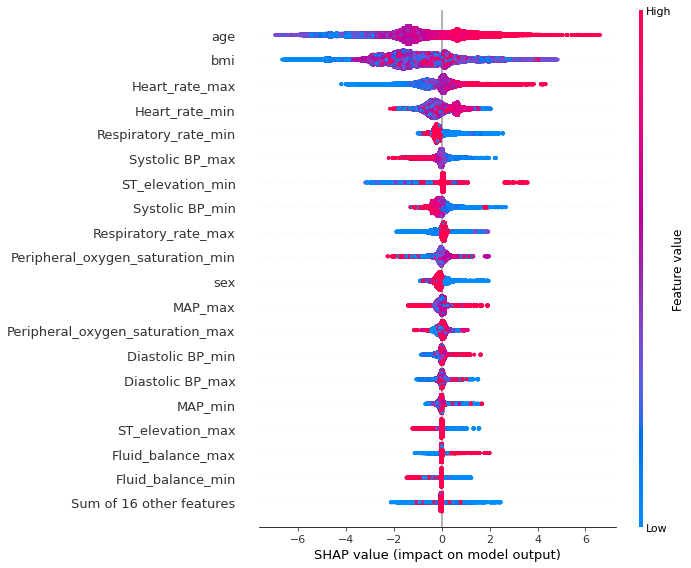 High
age
bmi
Heart_rate_max
Heart_rate_min
Respiratory_rate_min
Systolic BP_max
ST_elevation_min
Systolic BP_min
Respiratory_rate_max
Peripheral_oxygen_saturation_min
sex
MAP_max
Peripheral_oxygen_saturation_max
Diastolic BP_min
Diastolic BP_max
MAP_min
ST_elevation_max
Fluid_balance_max
Fluid_balance_min
Sum of 16 other features
Feature value
Low
−6 −4 −2 0 2 4 6
SHAP value (impact on model output)